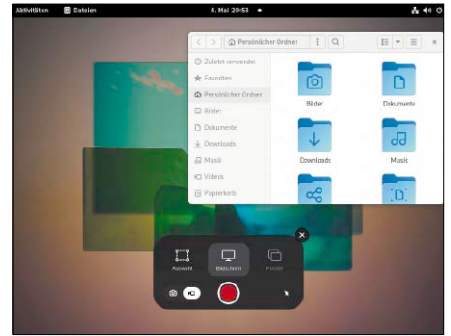 Aktivitäten Dateien 4. Mai 20:53
Persönlicher Ordner
Zuletzt verwendet
Favoriten
Persönlicher Ordner
Bilder
Dokumente
Downloads
Musik
Videos
Papierkorb
Bilder Dokumente
Downloads Musik
Auswahl Bildschirm Fenster